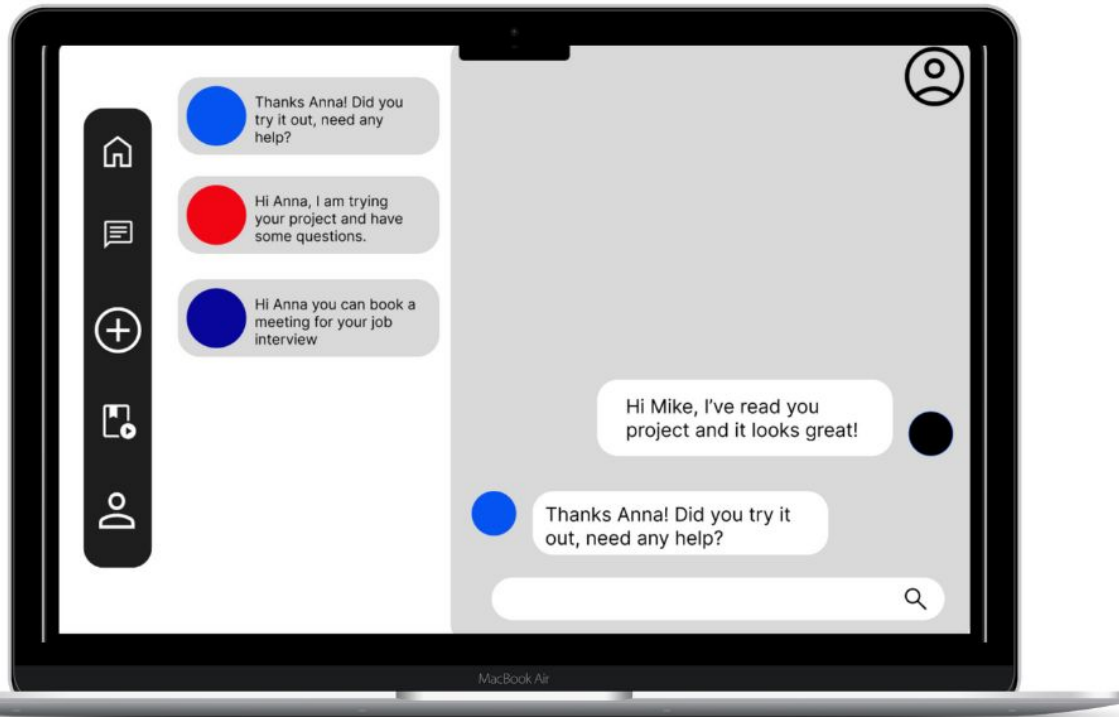 Thanks Anna! Did you
try it out, need any
help?
Hi Anna, I am trying
your project and have
some questions.
Hi Anna you can book a
meeting for your job
interview
Hi Mike, I've read you
project and it looks great!
Thanks Anna! Did you try it
out, need any help?
MacBook Air